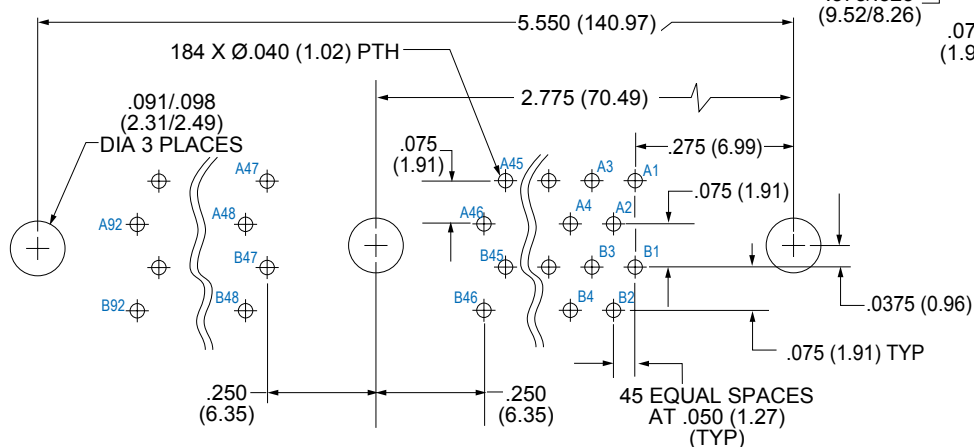 5.550 (140.97)
(9.52/8.26)
184 X Ø.040 (1.02) PTH
2.775 (70.49)
.091/.098
(2.31/2.49)
DIA 3 PLACES
.075
(1.91)
.275 (6.99)
A47
A45
A3
A1
.075 (1.91)
A92
A48
A46
A4
A2
B47
B45
B3
B1
B92
B48
B46
B4
B2
.0375 (0.96)
.075 (1.91) TYP
.250
(6.35)
.250
(6.35)
45 EQUAL SPACES
AT .050 (1.27)
(TYP)